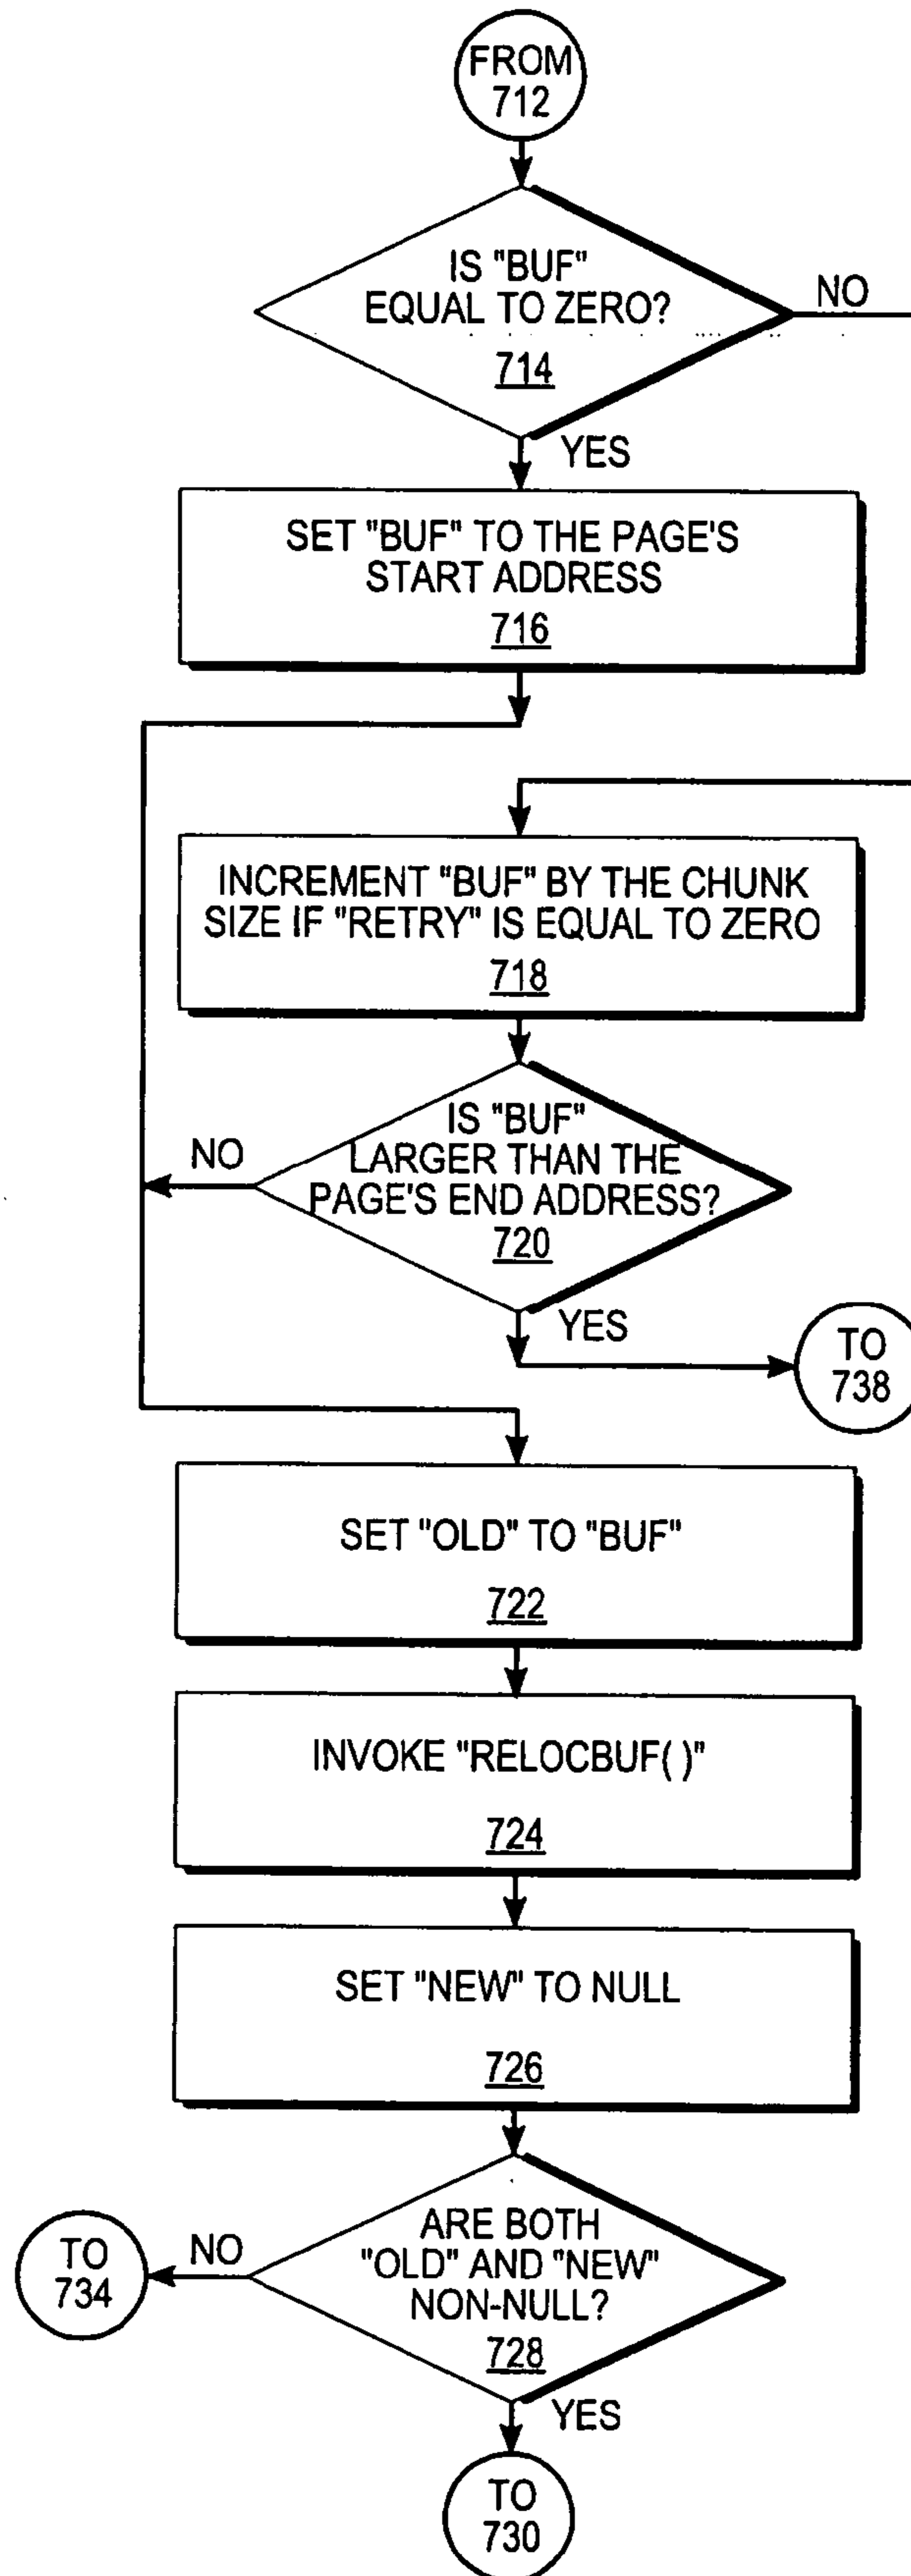 FROM
712
IS "BUF"
EQUAL TO ZERO?
714
NO
YES
SET "BUF" TO THE PAGE'S
START ADDRESS
716
INCREMENT "BUF" BY THE CHUNK
SIZE IF "RETRY" IS EQUAL TO ZERO
718
IS "BUF"
LARGER THAN THE
PAGE'S END ADDRESS?
720
NO
YES
TO
738
SET "OLD" TO "BUF"
722
INVOKE "RELOCBUF( )"
724
SET "NEW" TO NULL
726
ARE BOTH
"OLD" AND "NEW"
NON-NULL?
728
NO
TO
734
YES
TO
730